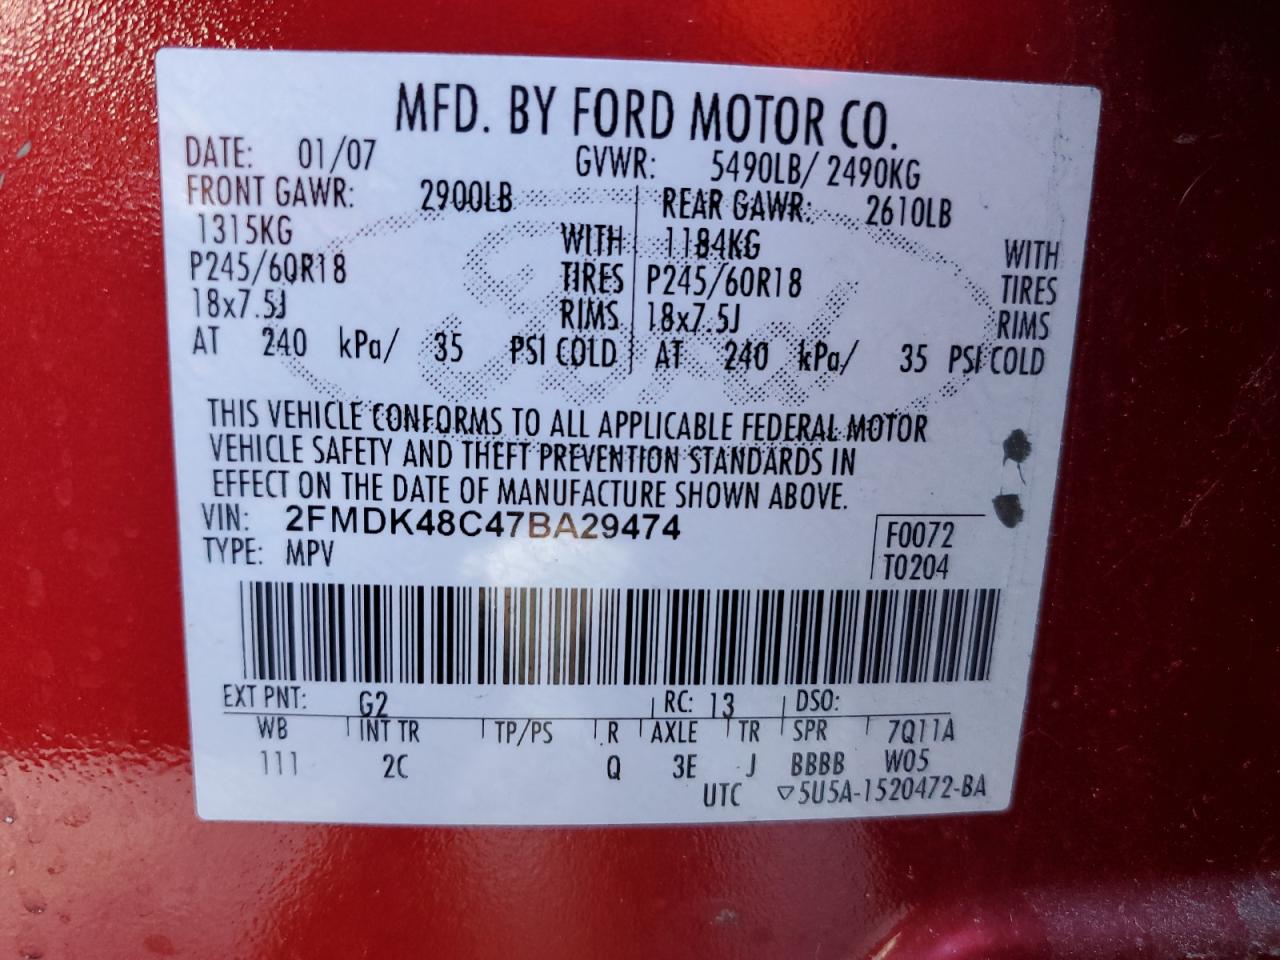 MFD. BY FORD MOTOR CO.
DATE: 01/07 GVWR: 5490LB/ 2490KG
FRONT GAWR: 2900LB REAR GAWR: 2610LB
1315KG WITH 1184KG WITH
P245/60R18 TIRES P245/60R18 TIRES
18x7.5J RIMS 18x7.5J RIMS
AT 240 kPa/ 35 PSI COLD AT 240 kPa/ 35 PSI COLD
THIS VEHICLE CONFORMS TO ALL APPLICABLE FEDERAL MOTOR
VEHICLE SAFETY AND THEFT PREVENTION STANDARDS IN
EFFECT ON THE DATE OF MANUFACTURE SHOWN ABOVE.
VIN: 2FMDK48C47BA29474 F0072
TYPE: MPV T0204
EXT PNT: G2 RC: 13 DSO:
WB INT TR TP/PS R AXLE TR SPR 7Q11A
111 2C Q 3E J BBBB W05
UTC ▽5U5A-1520472-BA
Ford